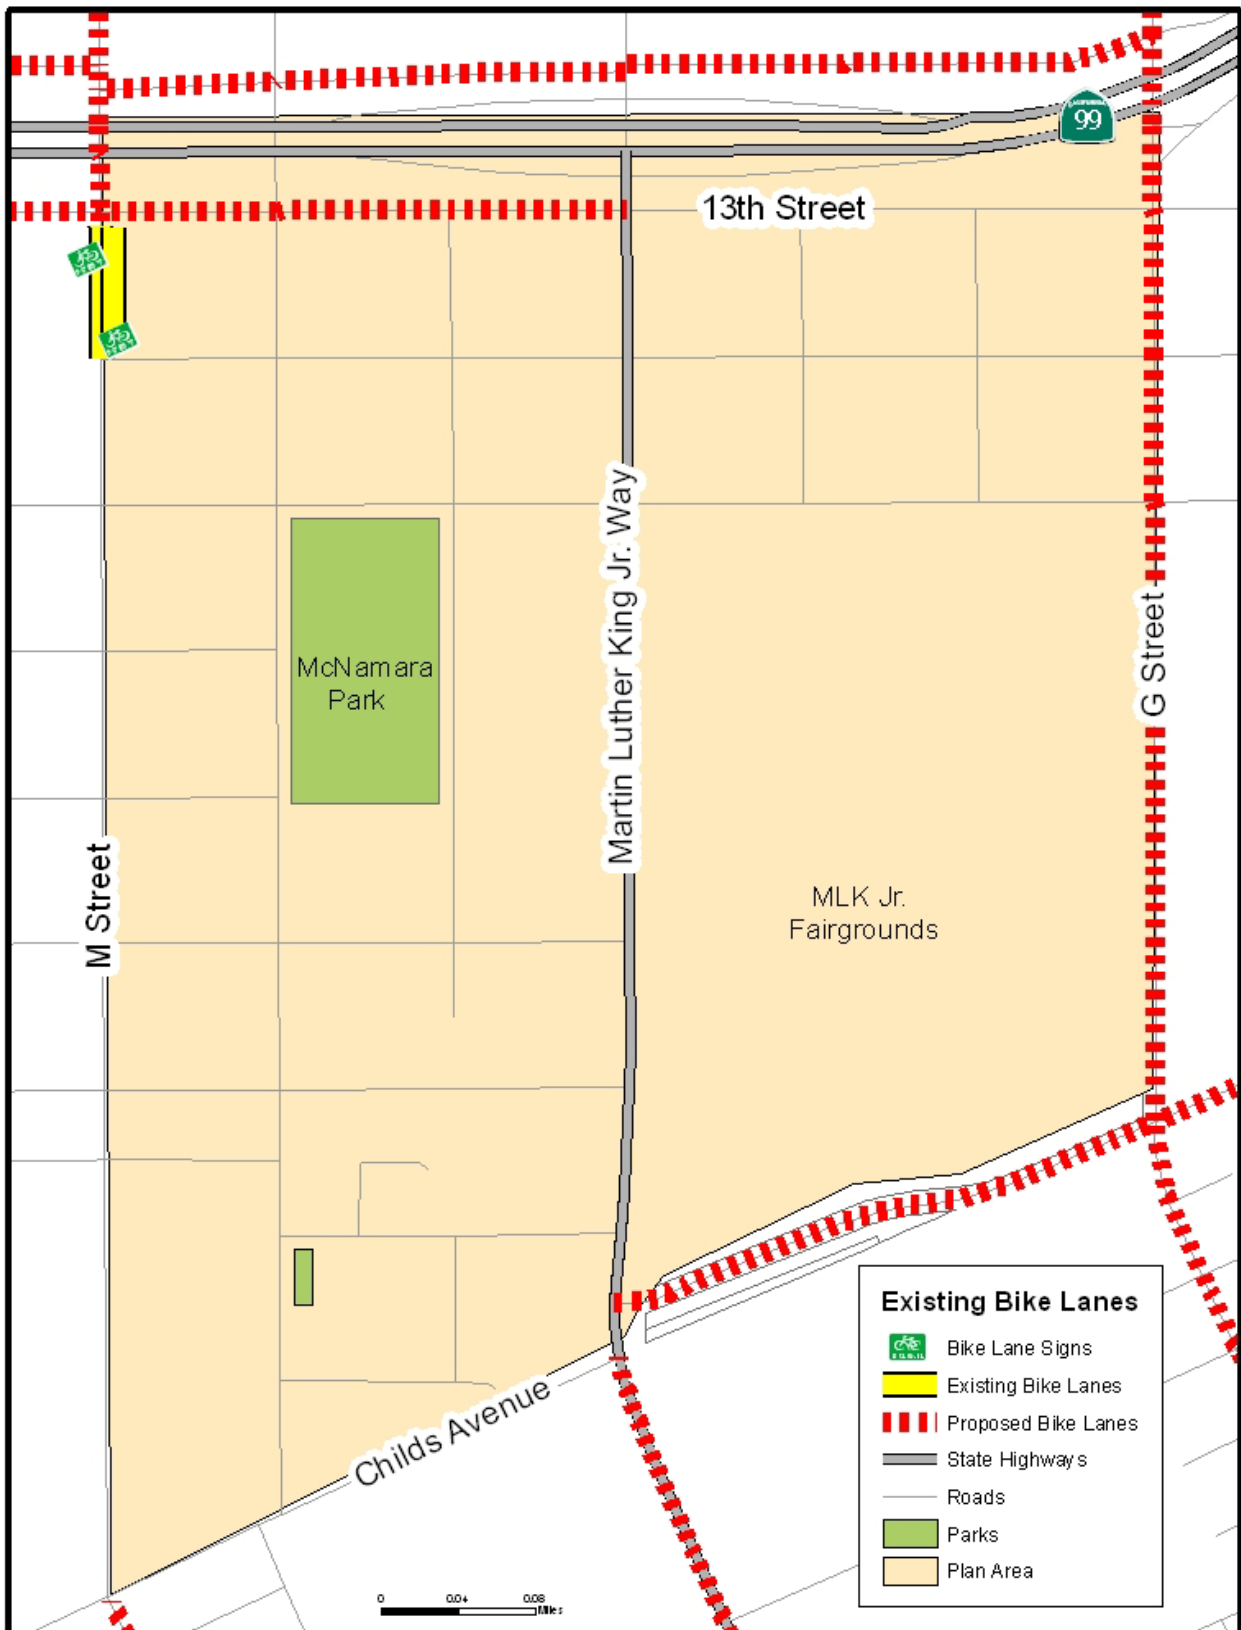 CALIFORNIA
99
13th Street
Martin Luther King Jr. Way
G Street
McNamara
Park
M Street
MLK Jr.
Fairgrounds
Childs Avenue
Existing Bike Lanes
Bike Lane Signs
Existing Bike Lanes
Proposed Bike Lanes
State Highways
Roads
Parks
Plan Area
0 0.04 0.08
Miles